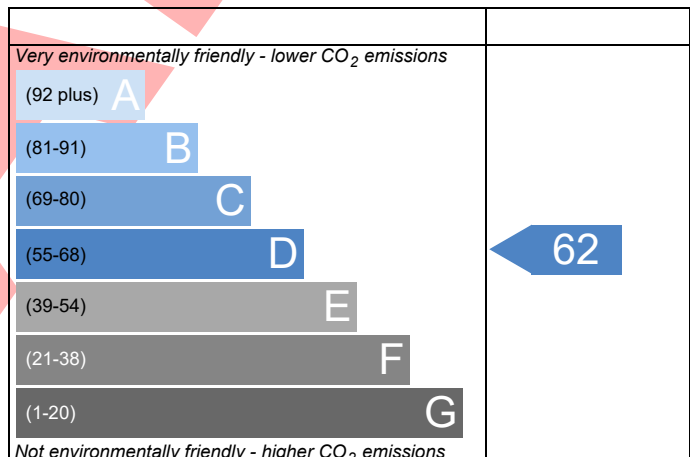 Very environmentally friendly - lower CO2 emissions
(92 plus) A
(81-91) B
(69-80) C
(55-68) D
62
(39-54) E
(21-38) F
(1-20) G
Not environmentally friendly - higher CO2 emissions